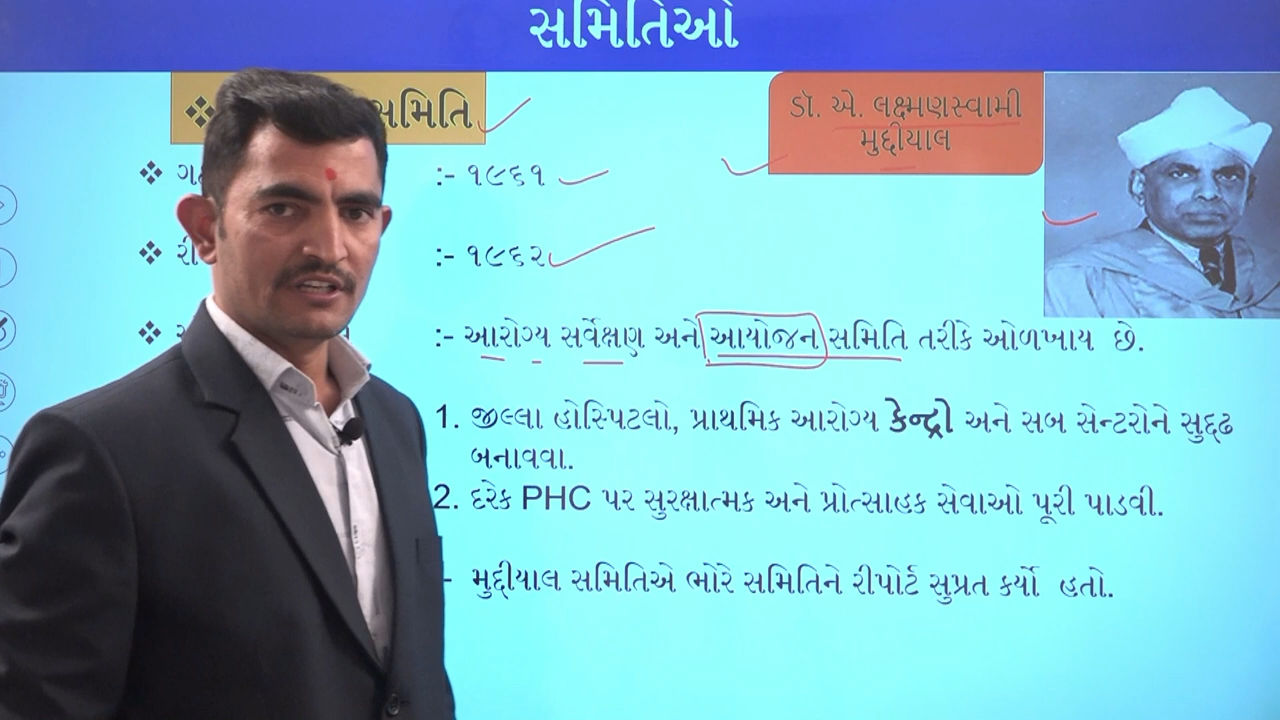 સમિતિઓ
❖ સમિતિ
ડૉ. એ. લક્ષ્મણસ્વામી
મુદ્દીયાલ
❖ :- ૧૯૬૧
❖ રી :- ૧૯૬૨
❖ :- આરોગ્ય સર્વેક્ષણ અને આયોજન સમિતિ તરીકે ઓળખાય છે.
1. જીલ્લા હોસ્પિટલો, પ્રાથમિક આરોગ્ય કેન્દ્રો અને સબ સેન્ટરોને સુદ્દઢ
બનાવવા.
2. દરેક PHC પર સુરક્ષાત્મક અને પ્રોત્સાહક સેવાઓ પૂરી પાડવી.
- મુદ્દીયાલ સમિતિએ ભોરે સમિતિને રીપોર્ટ સુપ્રત કર્યો હતો.